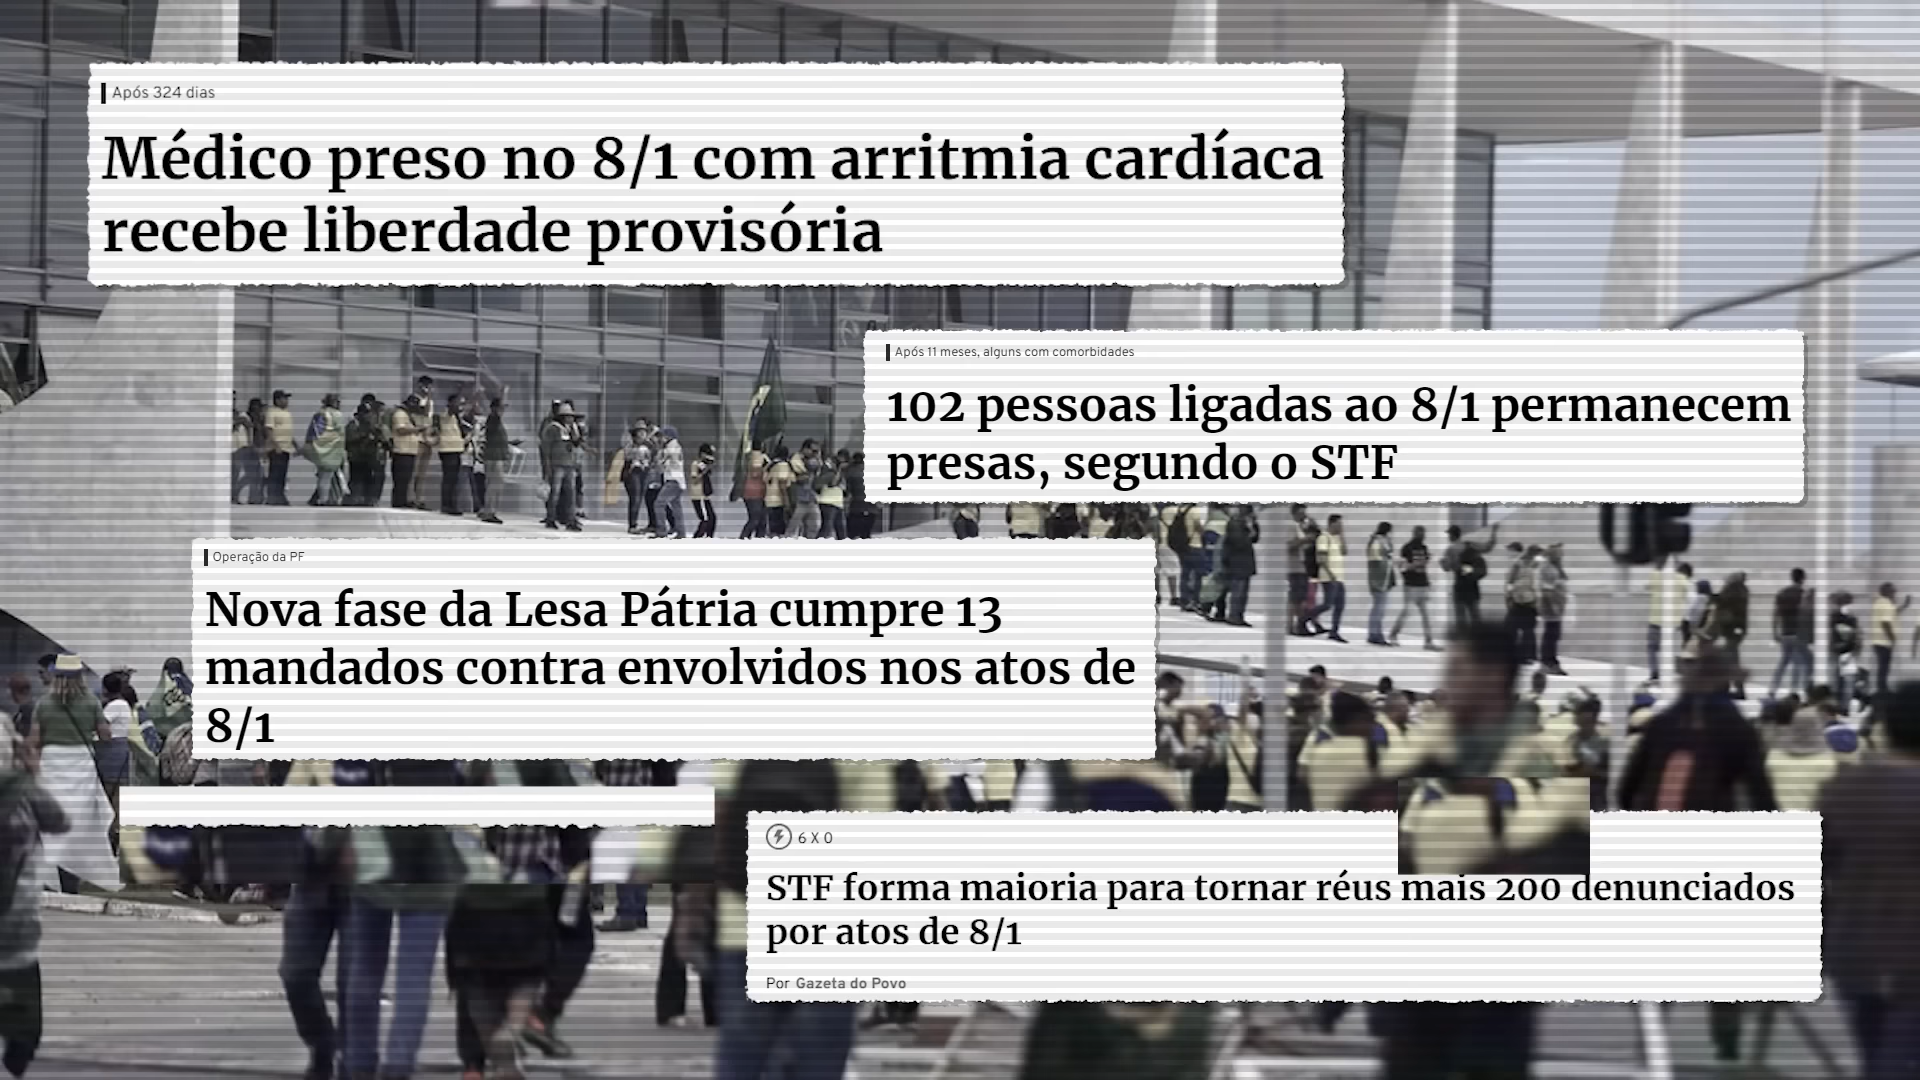 Após 324 dias
Médico preso no 8/1 com arritmia cardíaca
recebe liberdade provisória
Após 11 meses, alguns com comorbidades
102 pessoas ligadas ao 8/1 permanecem
presas, segundo o STF
Operação da PF
Nova fase da Lesa Pátria cumpre 13
mandados contra envolvidos nos atos de
8/1
6 X 0
STF forma maioria para tornar réus mais 200 denunciados
por atos de 8/1
Por Gazeta do Povo